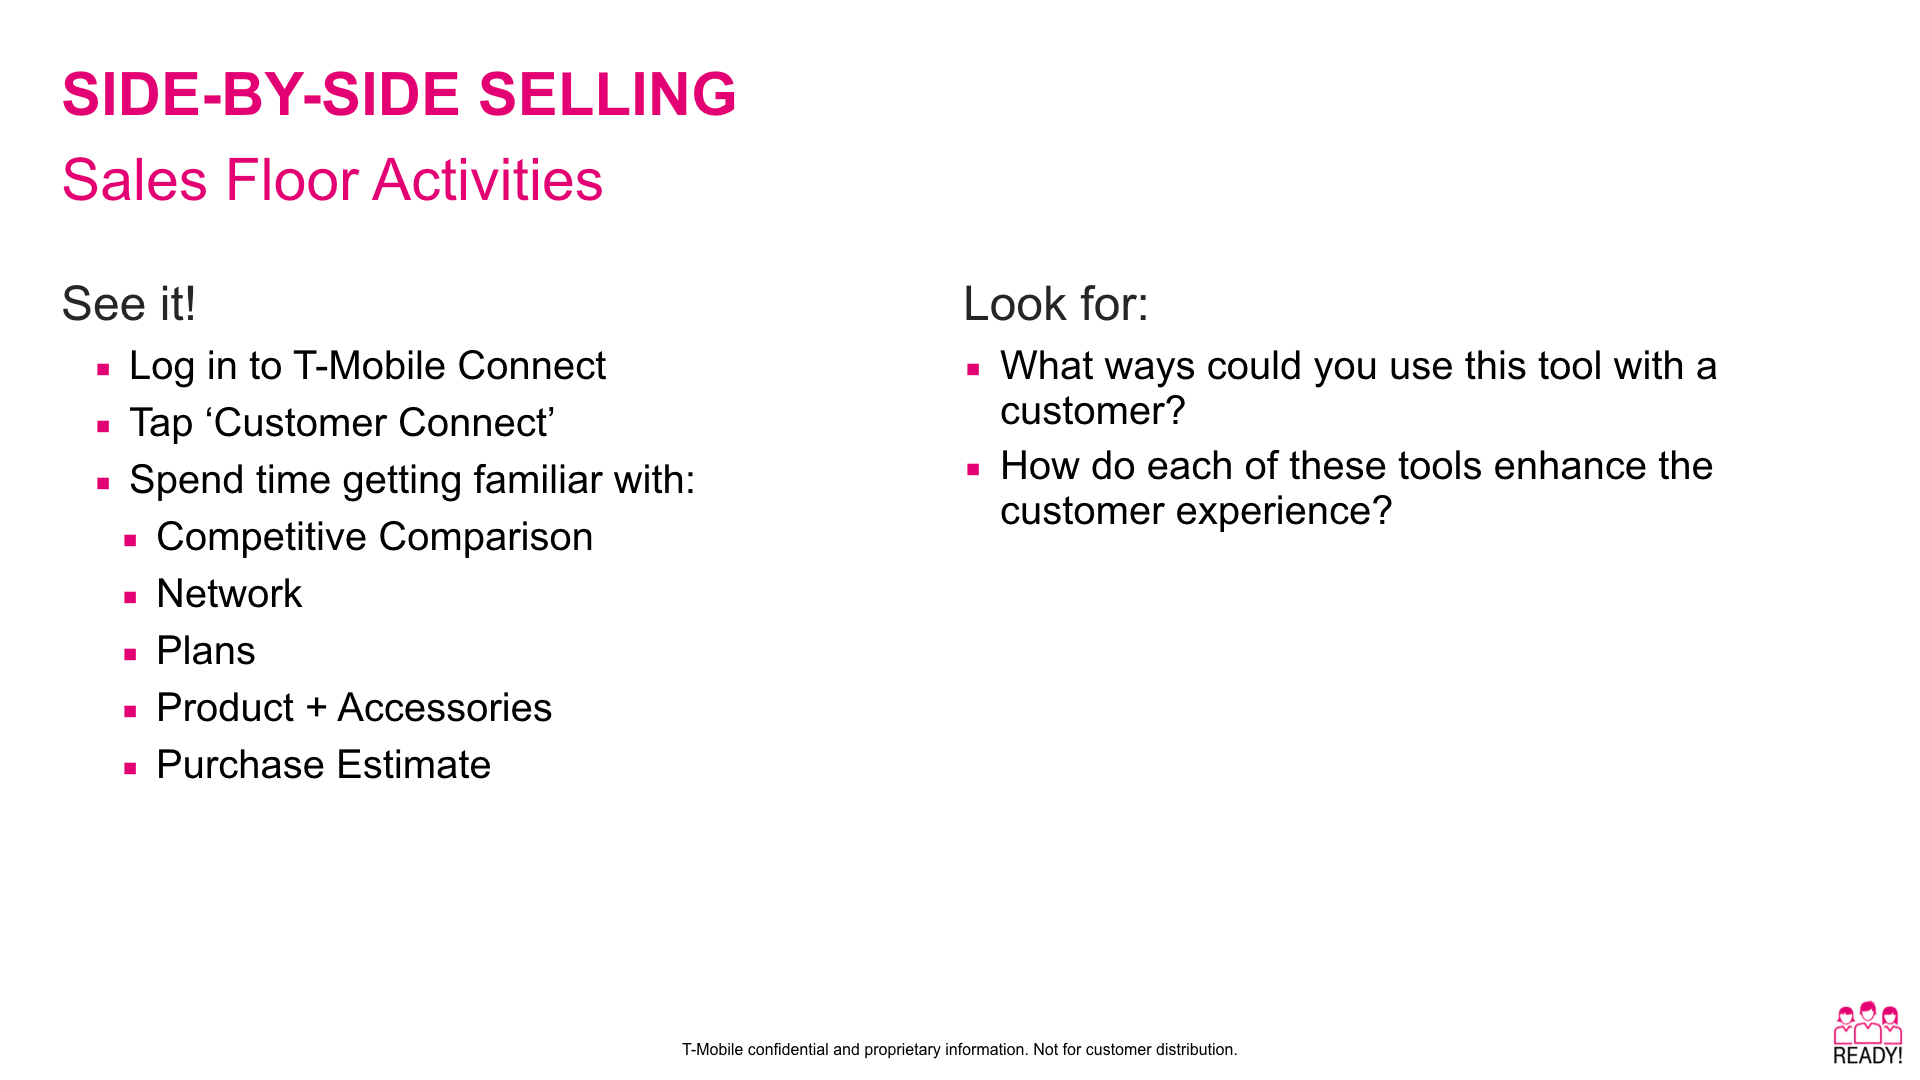 SIDE-BY-SIDE SELLING
Sales Floor Activities
See it!
Log in to T-Mobile Connect
Tap ‘Customer Connect’
Spend time getting familiar with:
Competitive Comparison
Network
Plans
Product + Accessories
Purchase Estimate
Look for:
What ways could you use this tool with a
customer?
How do each of these tools enhance the
customer experience?
T-Mobile confidential and proprietary information. Not for customer distribution.
READY!